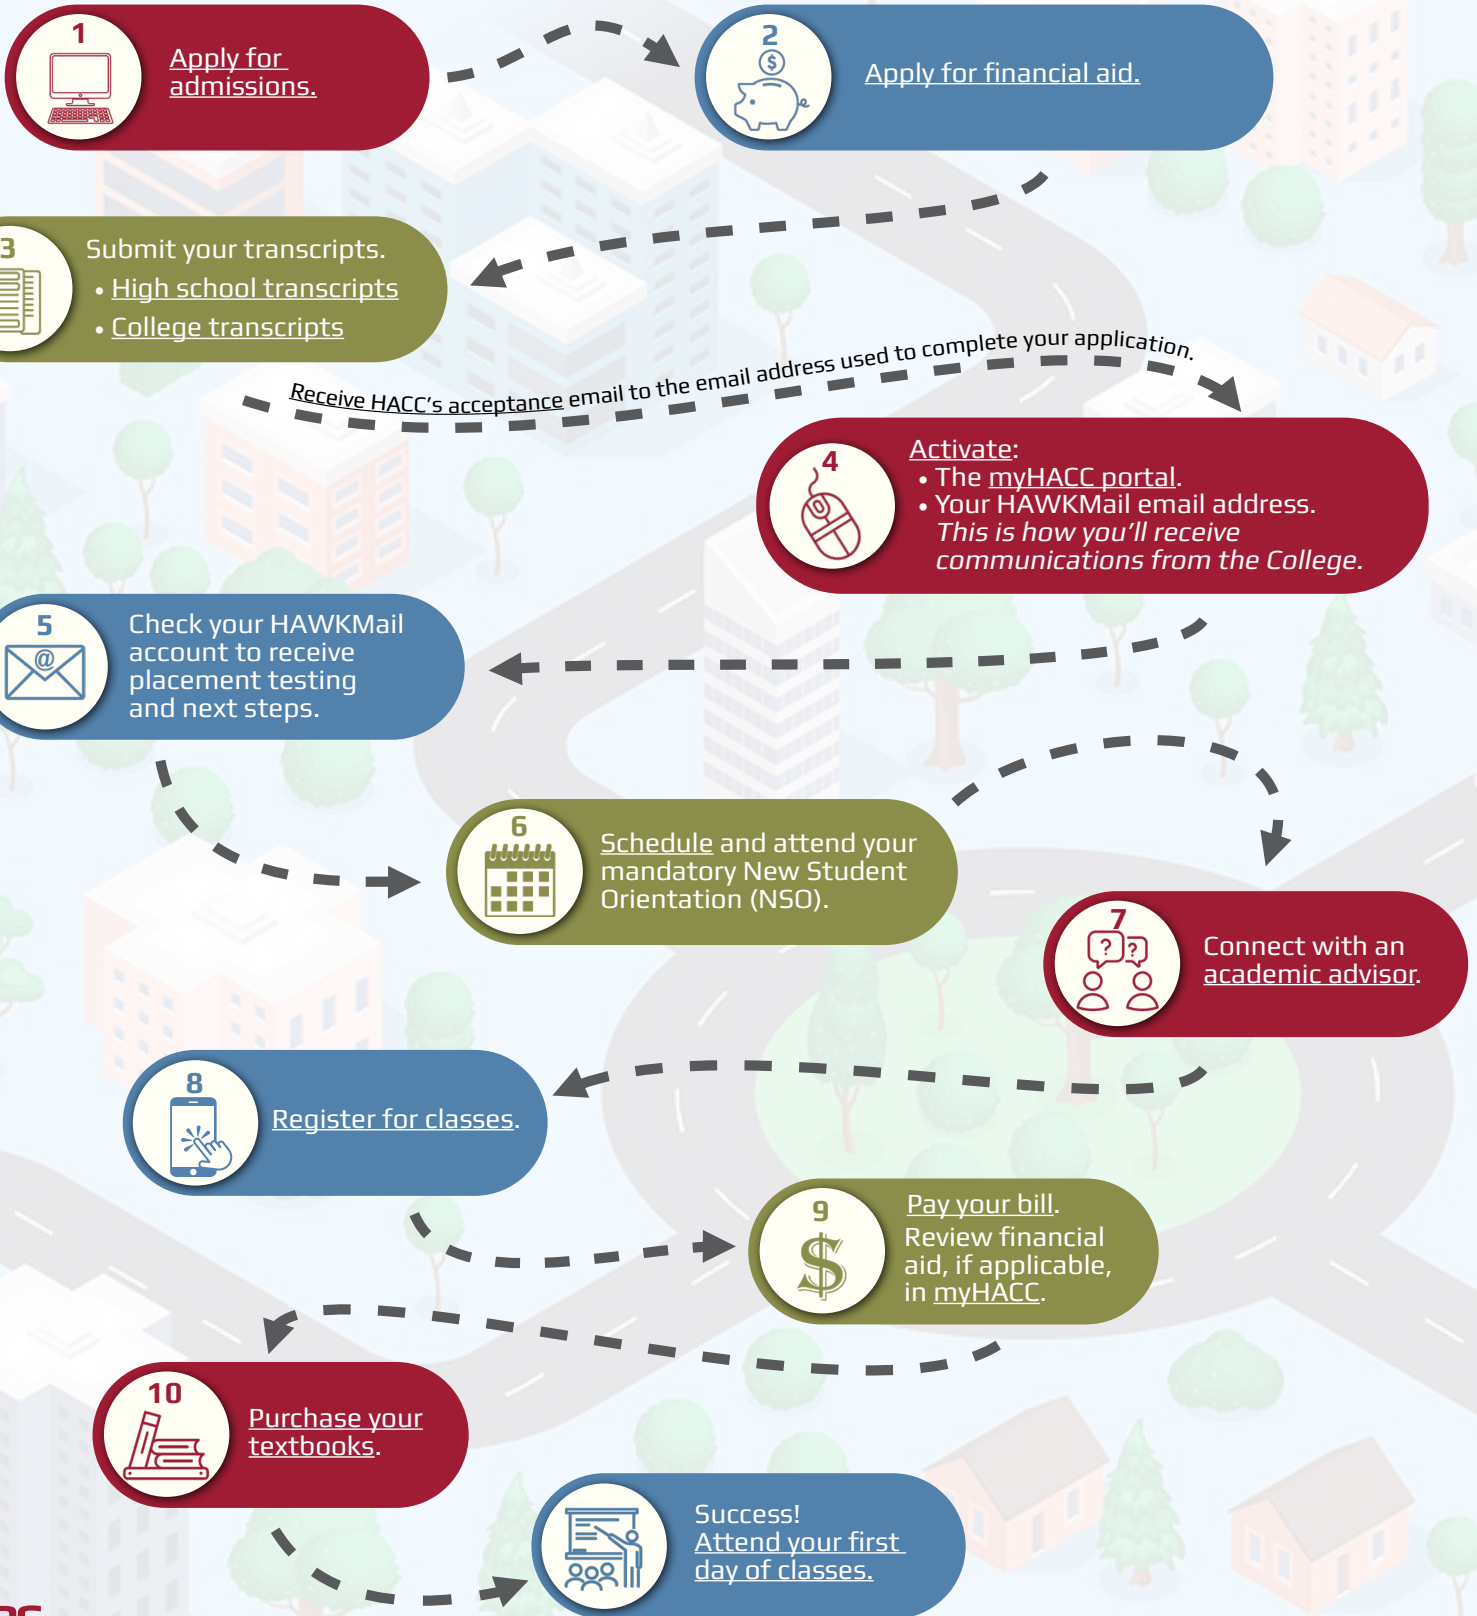 1
Apply for
admissions.
2
$
Apply for financial aid.
3
Submit your transcripts.
• High school transcripts
• College transcripts
Receive HACC's acceptance email to the email address used to complete your application.
4
Activate:
• The myHACC portal.
• Your HAWKMail email address.
This is how you'll receive
communications from the College.
5
@
Check your HAWKMail
account to receive
placement testing
and next steps.
6
Schedule and attend your
mandatory New Student
Orientation (NSO).
7
? ?
Connect with an
academic advisor.
8
Register for classes.
9
$
Pay your bill.
Review financial
aid, if applicable,
in myHACC.
10
Purchase your
textbooks.
Success!
Attend your first
day of classes.